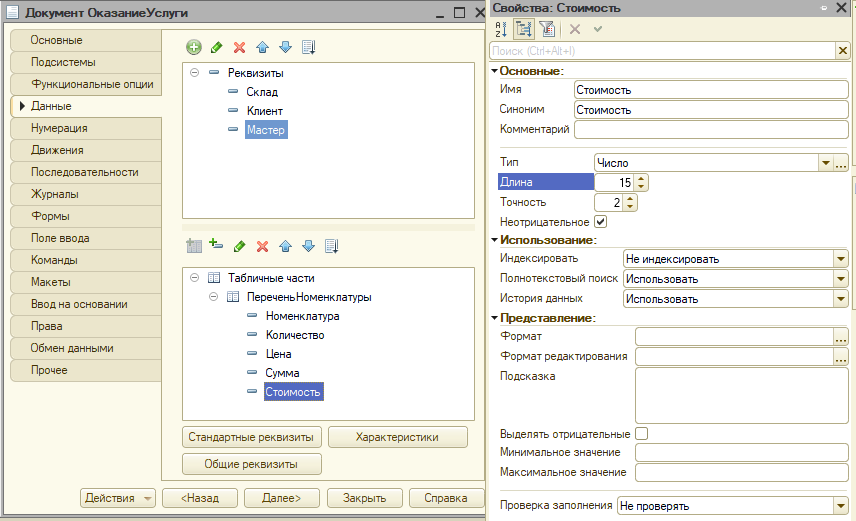 Документ ОказаниеУслуги
Основные
Подсистемы
Функциональные опции
Данные
Нумерация
Движения
Последовательности
Журналы
Формы
Поле ввода
Команды
Макеты
Ввод на основании
Права
Обмен данными
Прочее
Реквизиты
Склад
Клиент
Мастер
Табличные части
ПереченьНоменклатуры
Номенклатура
Количество
Цена
Сумма
Стоимость
Стандартные реквизиты
Характеристики
Общие реквизиты
Действия
<Назад
Далее>
Закрыть
Справка
Свойства: Стоимость
Поиск (Ctrl+Alt+I)
Основные:
Имя Стоимость
Синоним Стоимость
Комментарий
Тип Число
Длина 15
Точность 2
Неотрицательное
Использование:
Индексировать Не индексировать
Полнотекстовый поиск Использовать
История данных Использовать
Представление:
Формат
Формат редактирования
Подсказка
Выделять отрицательные
Минимальное значение
Максимальное значение
Проверка заполнения Не проверять